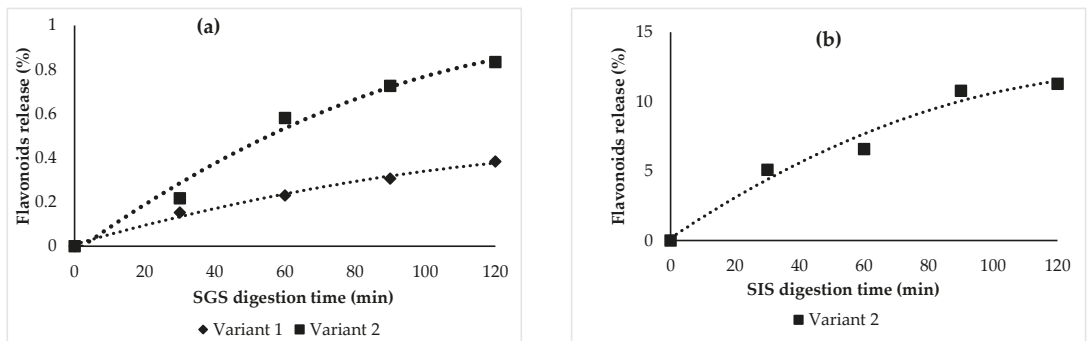 (a)
Flavonoids release (%)
1
0.8
0.6
0.4
0.2
0
0 20 40 60 80 100 120
SGS digestion time (min)
Variant 1 Variant 2
(b)
Flavonoids release (%)
15
10
5
0
0 20 40 60 80 100 120
SIS digestion time (min)
Variant 2